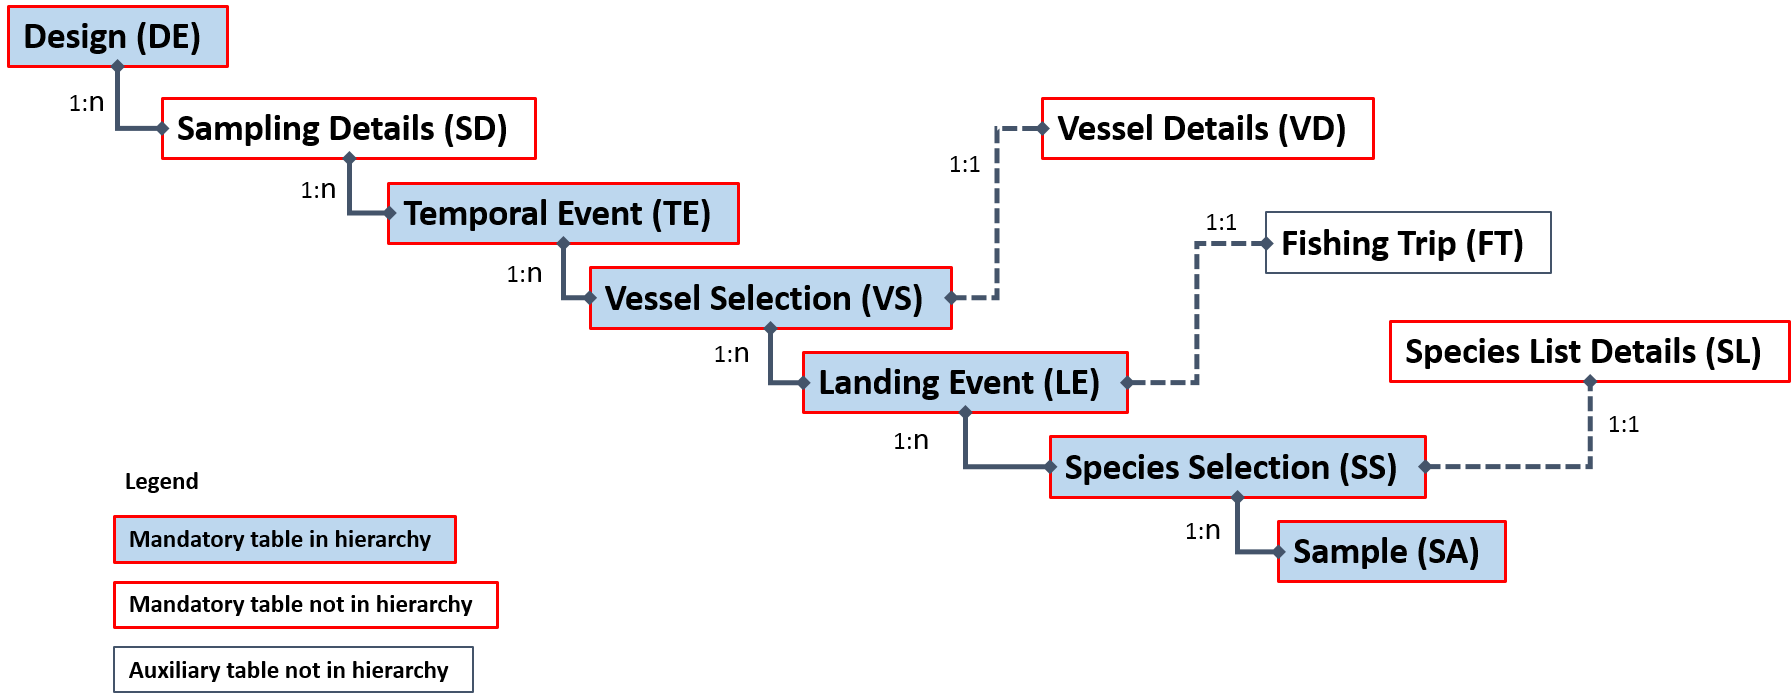 Design (DE)
1:n
Sampling Details (SD)
Vessel Details (VD)
1:n
1:1
Temporal Event (TE)
1:1
Fishing Trip (FT)
1:n
Vessel Selection (VS)
1:n
Species List Details (SL)
Landing Event (LE)
1:n
1:1
Species Selection (SS)
1:n
Sample (SA)
Legend
Mandatory table in hierarchy
Mandatory table not in hierarchy
Auxiliary table not in hierarchy